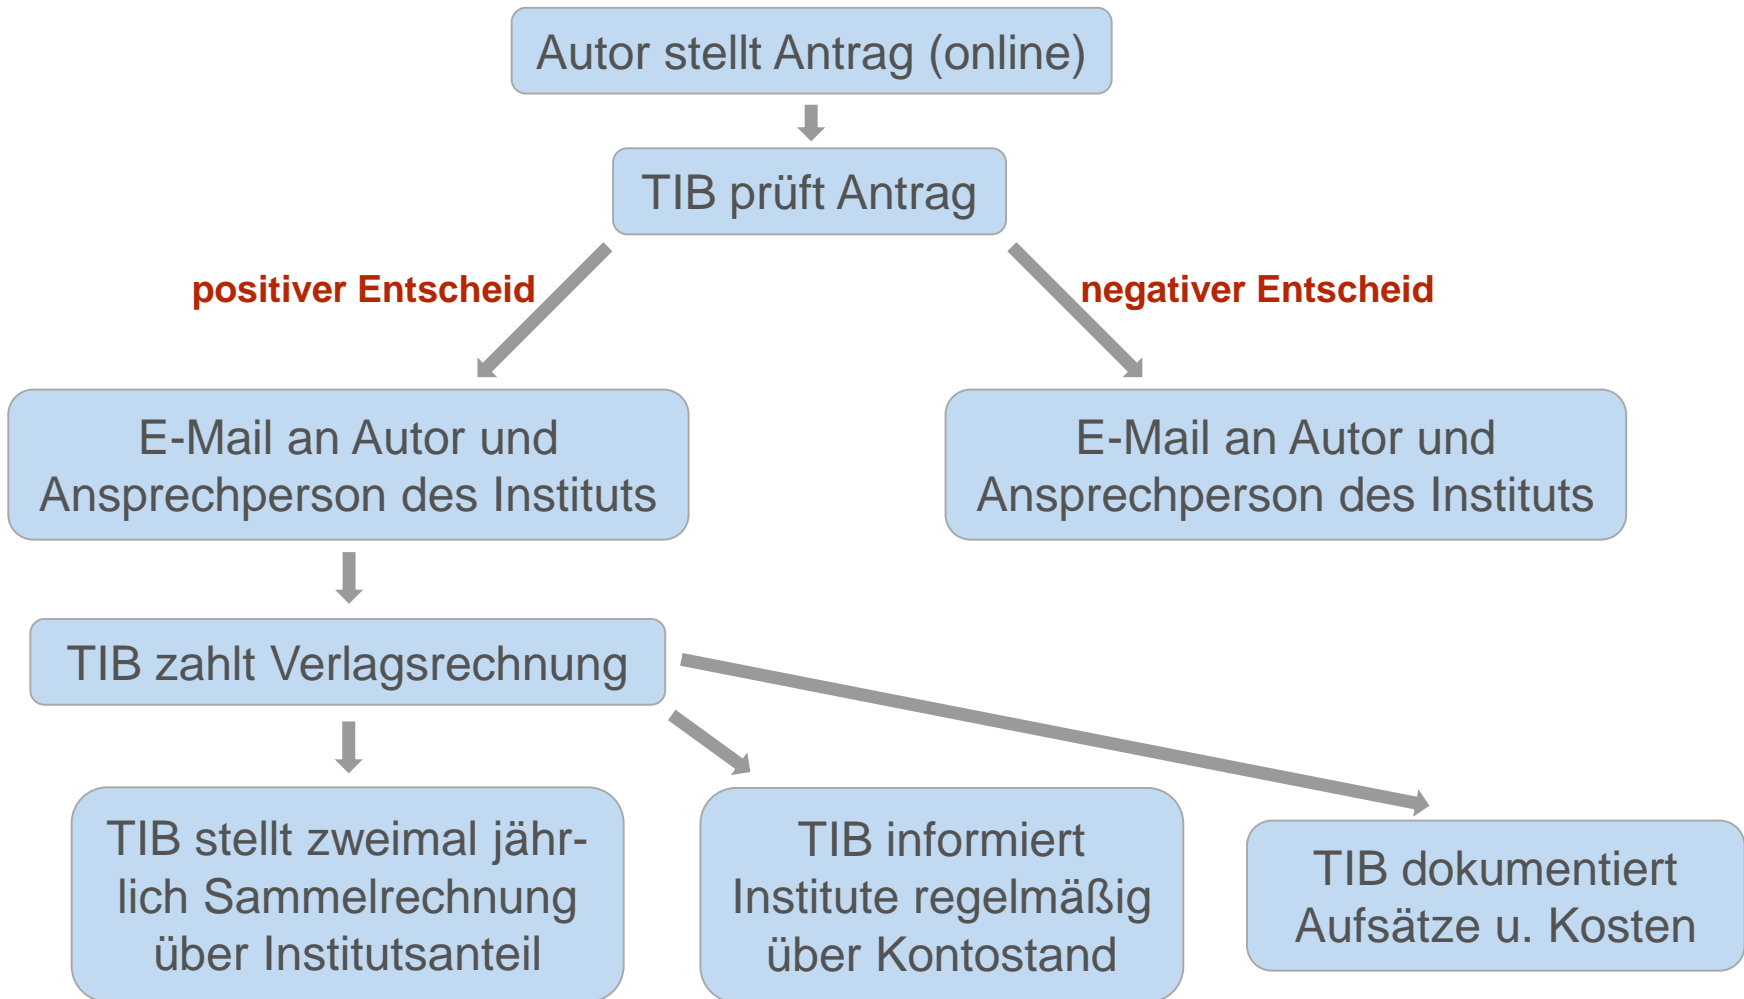 Autor stellt Antrag (online)
TIB prüft Antrag
positiver Entscheid
negativer Entscheid
E-Mail an Autor und
Ansprechperson des Instituts
E-Mail an Autor und
Ansprechperson des Instituts
TIB zahlt Verlagsrechnung
TIB stellt zweimal jähr-
lich Sammelrechnung
über Institutsanteil
TIB informiert
Institute regelmäßig
über Kontostand
TIB dokumentiert
Aufsätze u. Kosten